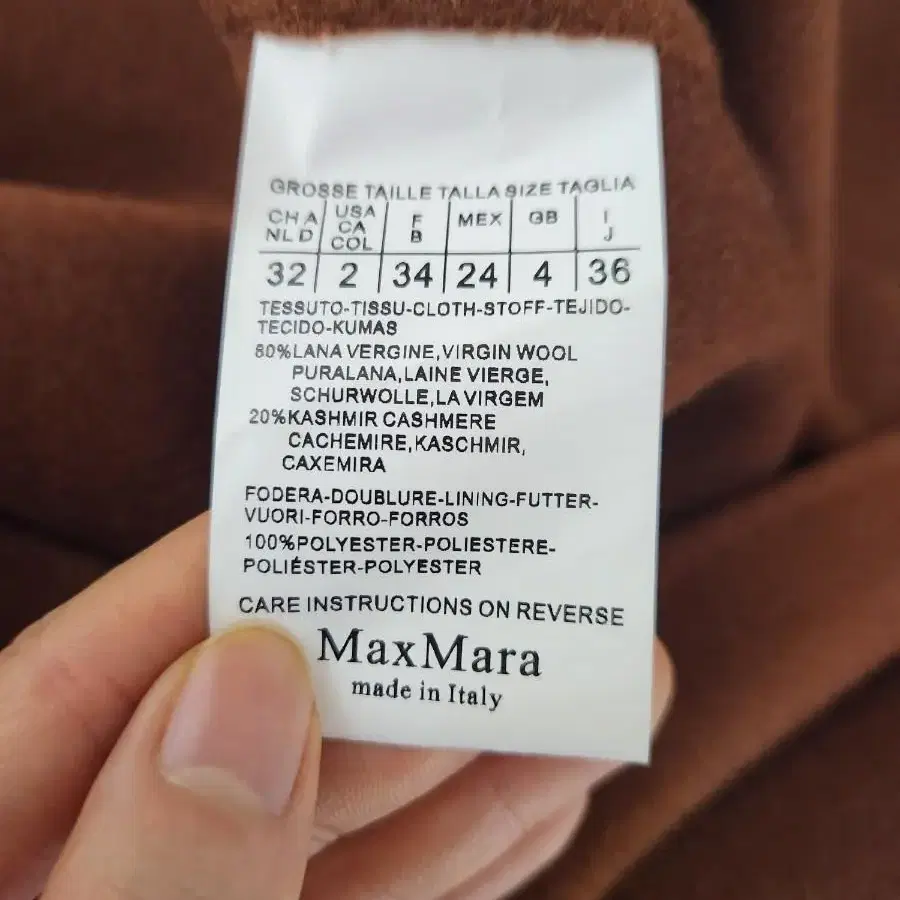 GROSSE TAILLE TALLA SIZE TAGLIA
CH A NL D USA CA COL F B MEX GB I J
32 2 34 24 4 36
TESSUTO-TISSU-CLOTH-STOFF-TEJIDO-
TECIDO-KUMAS
80%LANA VERGINE,VIRGIN WOOL
PURALANA,LAINE VIERGE,
SCHURWOLLE,LAVIRGEM
20%KASHMIR CASHMERE
CACHEMIRE,KASCHMIR,
CAXEMIRA
FODERA-DOUBLURE-LINING-FUTTER-
VUORI-FORRO-FORROS
100%POLYESTER-POLIESTERE-
POLIÉSTER-POLYESTER
CARE INSTRUCTIONS ON REVERSE
MaxMara
made in Italy